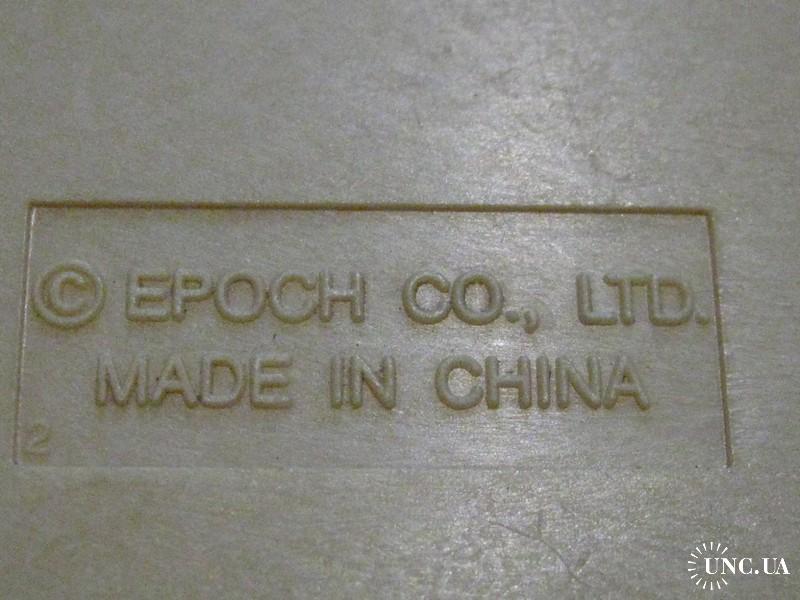 © EPOCH CO., LTD.
MADE IN CHINA
2
UNC.UA